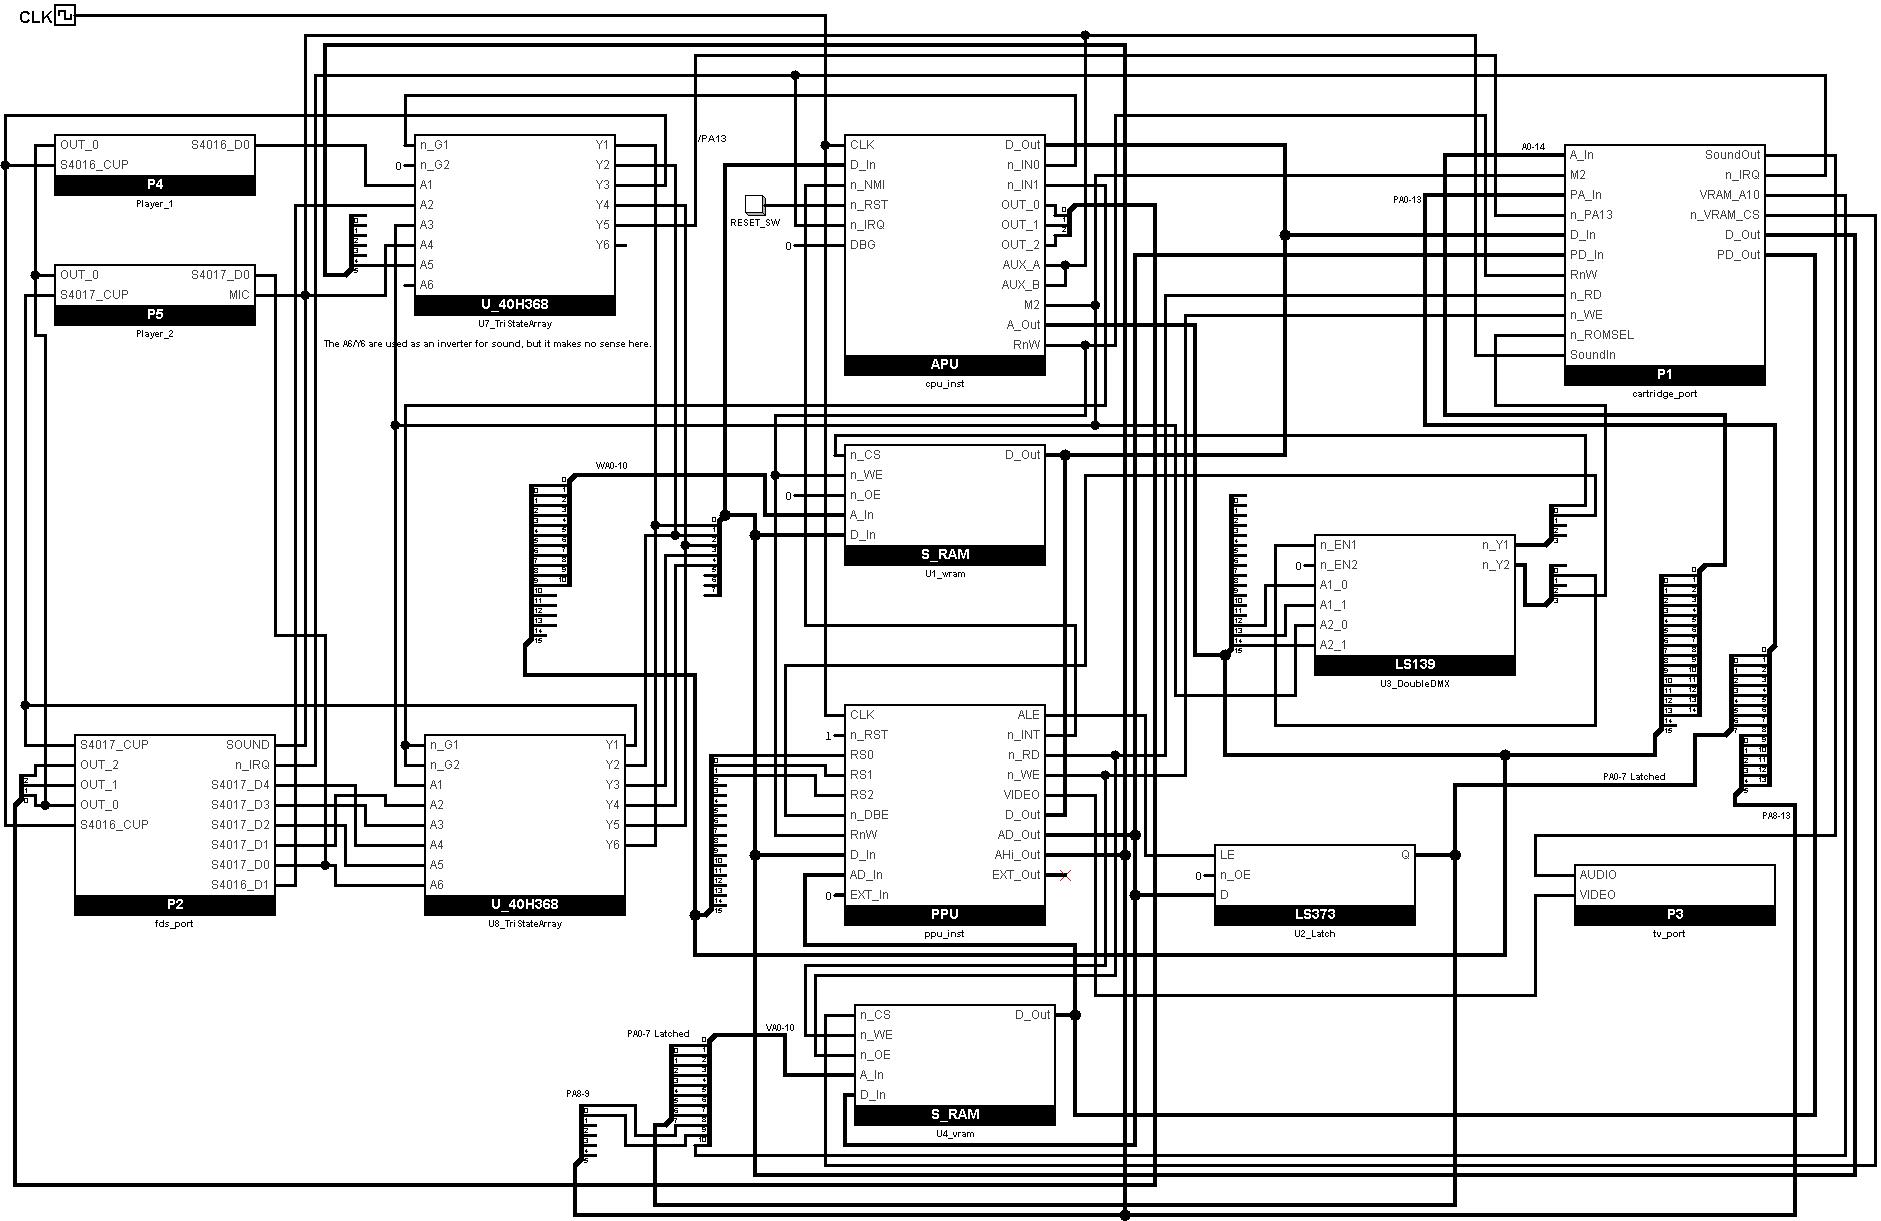 CLK
/PA13
OUT_0 S4016_D0
S4016_CUP
P4
Player_1
OUT_0 S4017_D0
S4017_CUP MIC
P5
Player_2
n_G1 Y1
0 n_G2 Y2
A1 Y3
A2 Y4
A3 Y5
A4 Y6
A5
A6
U_40H368
U7_TriStateArray
The A6/Y6 are used as an inverter for sound, but it makes no sense here.
0
1
2
3
4
5
RESET_SW
CLK D_Out
D_In n_IN0
n_NMI n_IN1
n_RST OUT_0
n_IRQ OUT_1
0 DBG OUT_2
AUX_A
AUX_B
M2
A_Out
RnW
APU
cpu_inst
0
1
2
A0-14
PA0-13
A_In SoundOut
M2 n_IRQ
PA_In VRAM_A10
n_PA13 n_VRAM_CS
D_In D_Out
PD_In PD_Out
RnW
n_RD
n_WE
n_ROMSEL
SoundIn
P1
cartridge_port
WA0-10
n_CS D_Out
n_WE
0 n_OE
A_In
D_In
S_RAM
U1_wram
n_EN1 n_Y1
0 n_EN2 n_Y2
A1_0
A1_1
A2_0
A2_1
LS139
U3_DoubleDMX
PA0-7 Latched
PA8-13
S4017_CUP SOUND
OUT_2 n_IRQ
OUT_1 S4017_D4
OUT_0 S4017_D3
S4016_CUP S4017_D2
S4017_D1
S4017_D0
S4016_D1
P2
fds_port
n_G1 Y1
n_G2 Y2
A1 Y3
A2 Y4
A3 Y5
A4 Y6
A5
A6
U_40H368
U8_TriStateArray
CLK ALE
1 n_RST n_INT
RS0 n_RD
RS1 n_WE
RS2 VIDEO
n_DBE D_Out
RnW AD_Out
D_In AHi_Out
AD_In EXT_Out
0 EXT_In
PPU
ppu_inst
LE Q
0 n_OE
D
LS373
U2_Latch
AUDIO
VIDEO
P3
tv_port
PA0-7 Latched
VA0-10
PA8-9
n_CS D_Out
n_WE
n_OE
A_In
D_In
S_RAM
U4_vram